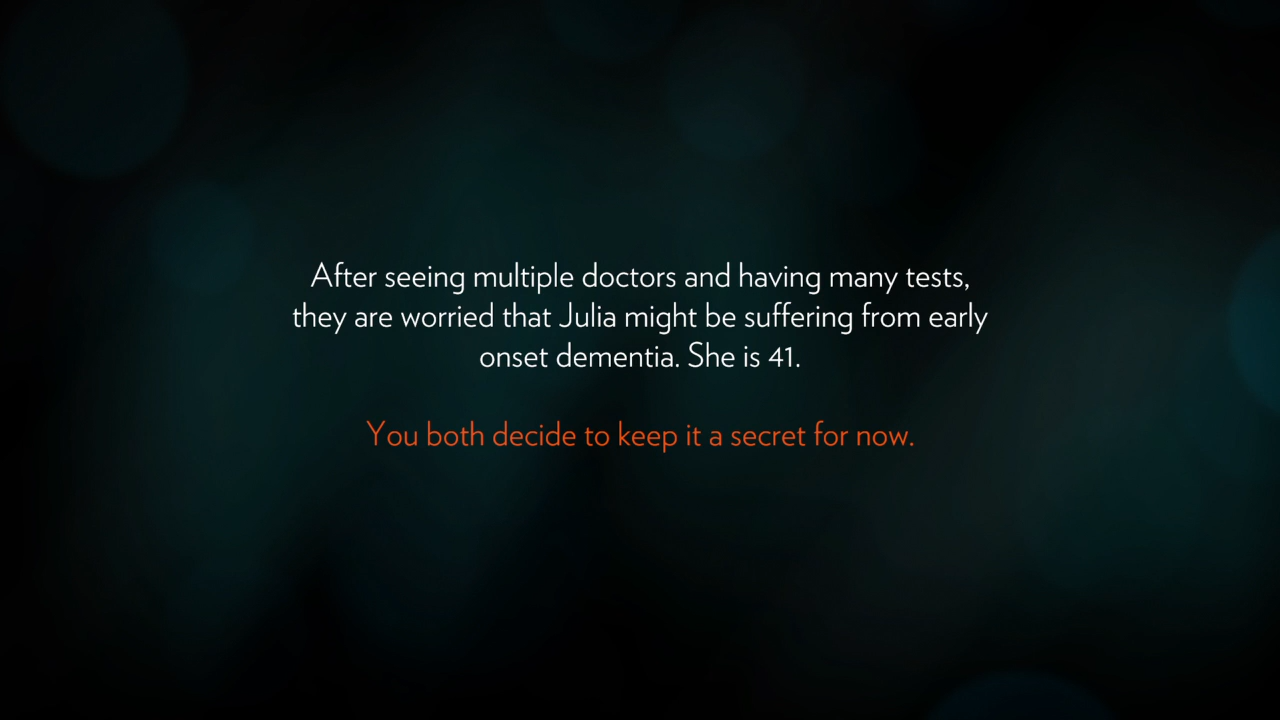 After seeing multiple doctors and having many tests,
they are worried that Julia might be suffering from early
onset dementia. She is 41.
You both decide to keep it a secret for now.